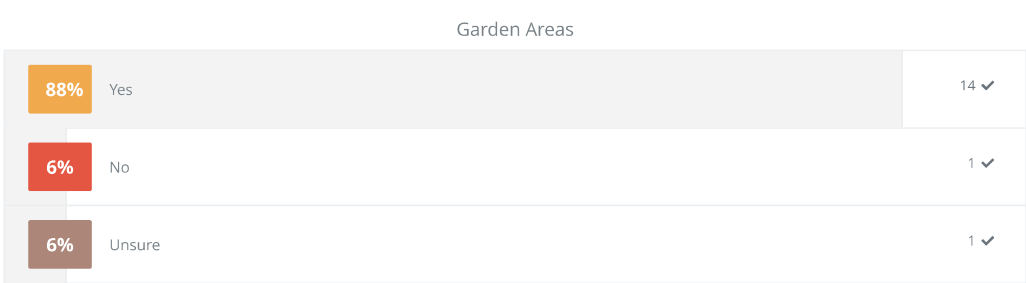 Garden Areas
88% Yes 14
6% No 1
6% Unsure 1